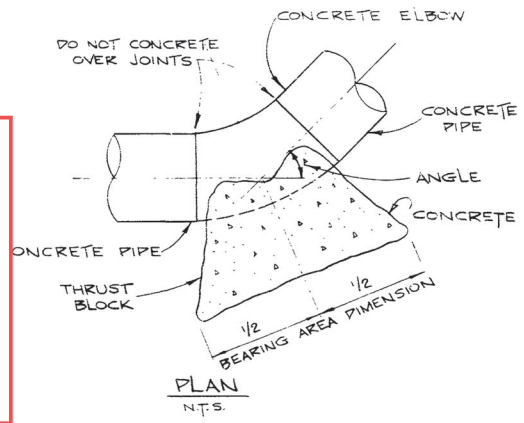 CONCRETE ELBOW
DO NOT CONCRETE
OVER JOINTS
CONCRETE
PIPE
ANGLE
CONCRETE
ONCRETE PIPE
THRUST
BLOCK
1/2
1/2
BEARING AREA DIMENSION
PLAN
N.T.S.